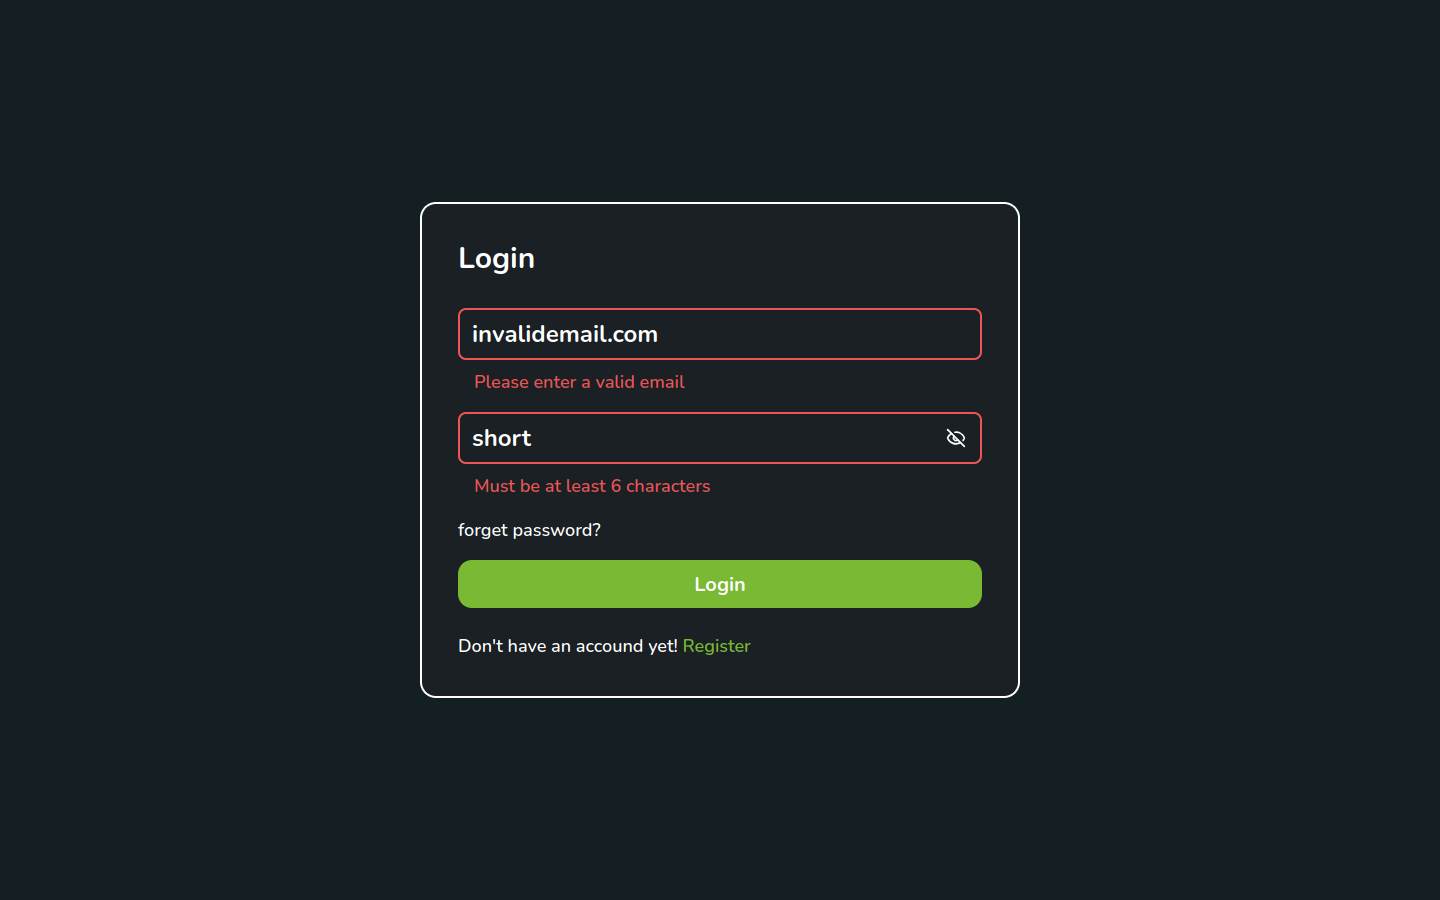 Login
invalidemail.com
Please enter a valid email
short
Must be at least 6 characters
forget password?
Login
Don't have an accound yet! Register